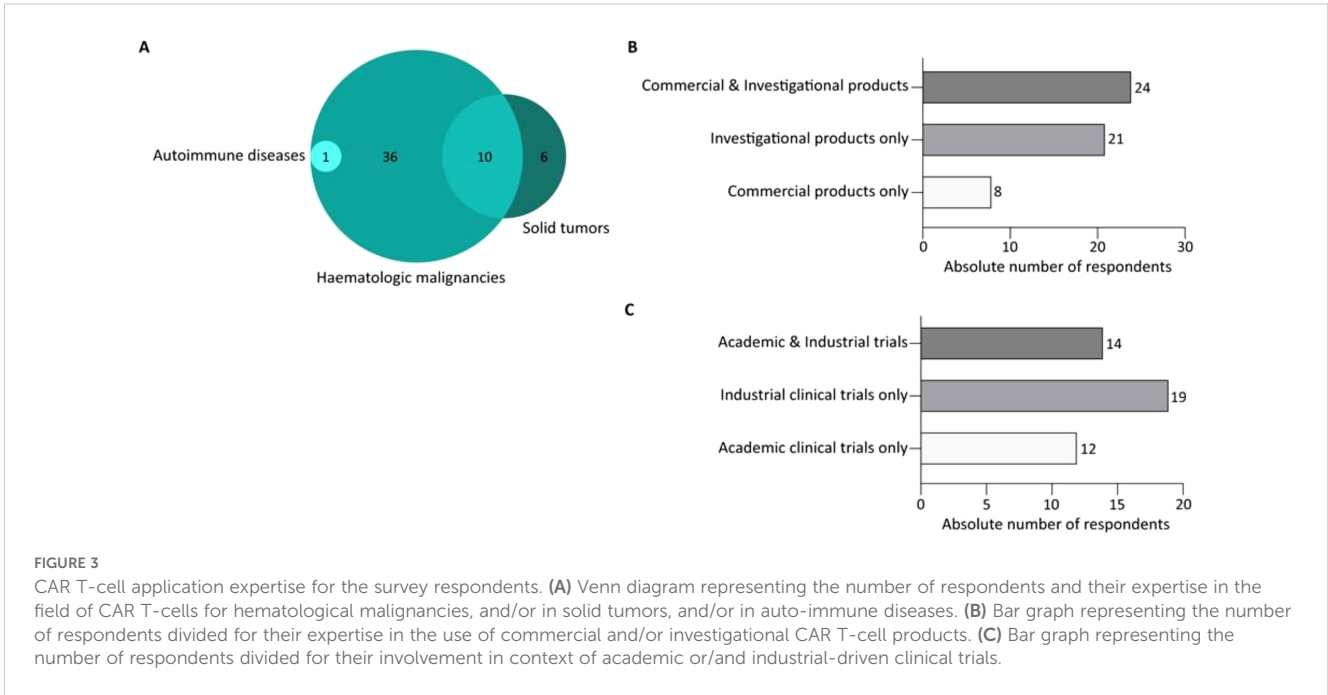 A
Autoimmune diseases
1
36
10
6
Solid tumors
Haematologic malignancies
B
Commercial & Investigational products
24
Investigational products only
21
Commercial products only
8
0 10 20 30
Absolute number of respondents
C
Academic & Industrial trials
14
Industrial clinical trials only
19
Academic clinical trials only
12
0 5 10 15 20
Absolute number of respondents
FIGURE 3
CAR T-cell application expertise for the survey respondents. (A) Venn diagram representing the number of respondents and their expertise in the
field of CAR T-cells for hematological malignancies, and/or in solid tumors, and/or in auto-immune diseases. (B) Bar graph representing the number
of respondents divided for their expertise in the use of commercial and/or investigational CAR T-cell products. (C) Bar graph representing the
number of respondents divided for their involvement in context of academic or/and industrial-driven clinical trials.